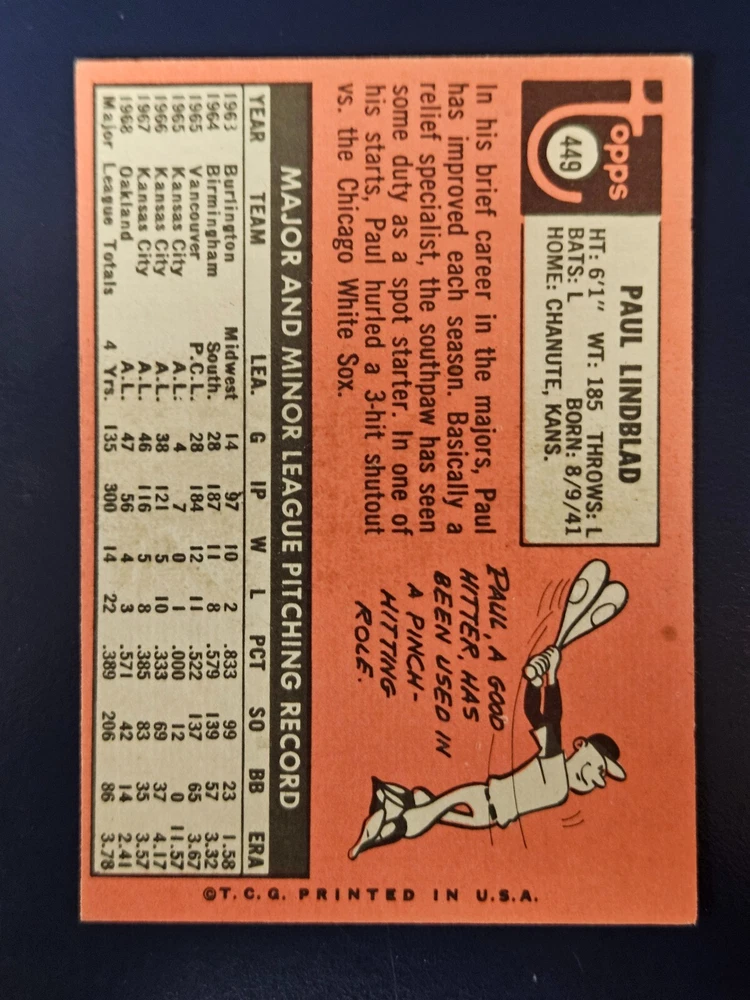 Topps
449
PAUL LINDBLAD
HT: 6'1" WT: 185 THROWS: L
BATS: L BORN: 8/9/41
HOME: CHANUTE, KANS.
In his brief career in the majors, Paul
has improved each season. Basically a
relief specialist, the southpaw has seen
some duty as a spot starter. In one of
his starts, Paul hurled a 3-hit shutout
vs. the Chicago White Sox.
PAUL, A GOOD
HITTER, HAS
BEEN USED IN
A PINCH-
HITTING
ROLE.
MAJOR AND MINOR LEAGUE PITCHING RECORD
YEAR TEAM LEA. G IP W L PCT SO BB ERA
1963 Burlington Midwest 14 97 10 2 .833 99 23 1.58
1964 Birmingham South. 28 187 11 8 .579 139 57 3.32
1965 Vancouver P.C.L. 28 184 12 11 .522 137 65 3.67
1965 Kansas City A.L. 4 7 0 1 .000 12 0 11.57
1966 Kansas City A.L. 38 121 5 10 .333 69 37 4.17
1967 Kansas City A.L. 46 116 5 8 .385 83 35 3.57
1968 Oakland A.L. 47 56 4 3 .571 42 14 2.41
Major League Totals 4 Yrs. 135 300 14 22 .389 206 86 3.78
©T.C.G. PRINTED IN U.S.A.